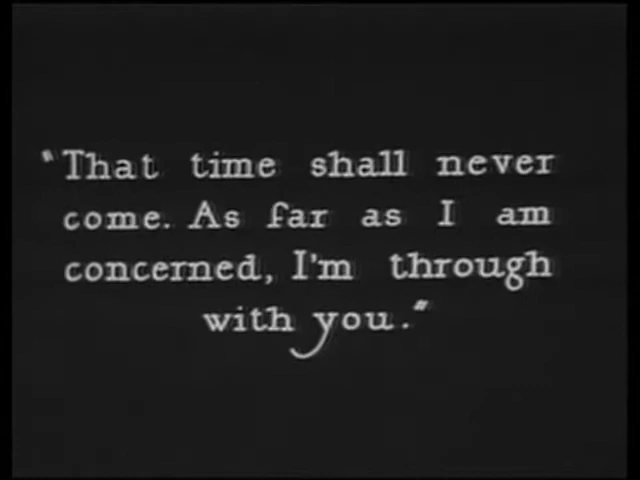 "That time shall never
come. As far as I am
concerned, I'm through
with you."